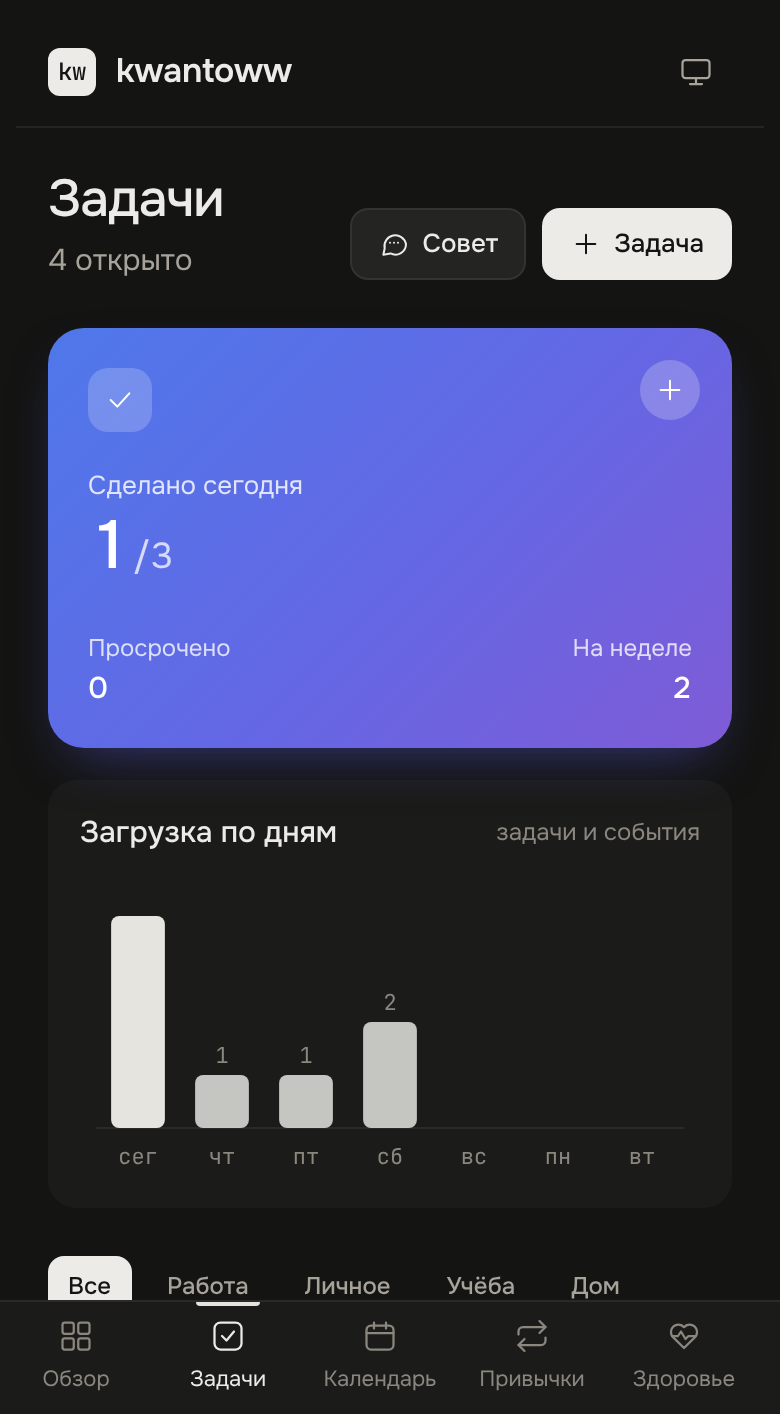 kw kwantoww
Задачи
4 открыто
Совет
Задача
Сделано сегодня
1 /3
Просрочено
На неделе
0
2
Загрузка по дням
задачи и события
1
1
2
сег чт пт сб вс пн вт
Все Работа Личное Учёба Дом
Обзор Задачи Календарь Привычки Здоровье